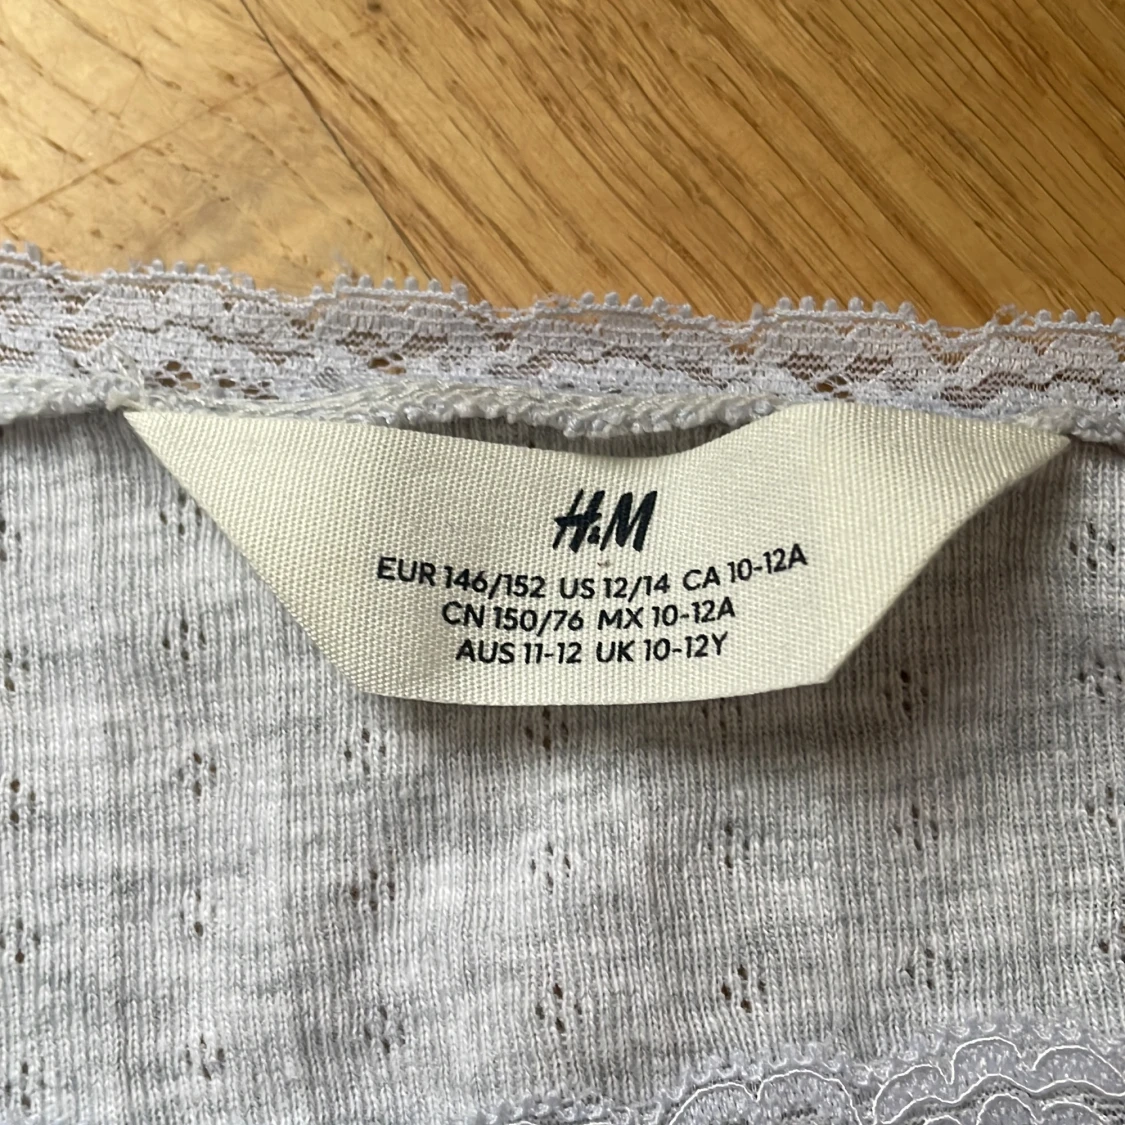 H&M
EUR 146/152 US 12/14 CA 10-12A
CN 150/76 MX 10-12A
AUS 11-12 UK 10-12Y